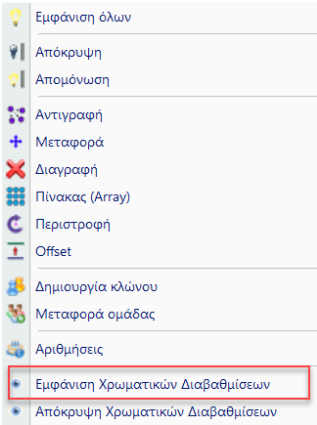 Εμφάνιση όλων
Απόκρυψη
Απομόνωση
Αντιγραφή
Μεταφορά
Διαγραφή
Πίνακας (Array)
Περιστροφή
Offset
Δημιουργία κλώνου
Μεταφορά ομάδας
Αριθμήσεις
Εμφάνιση Χρωματικών Διαβαθμίσεων
Απόκρυψη Χρωματικών Διαβαθμίσεων